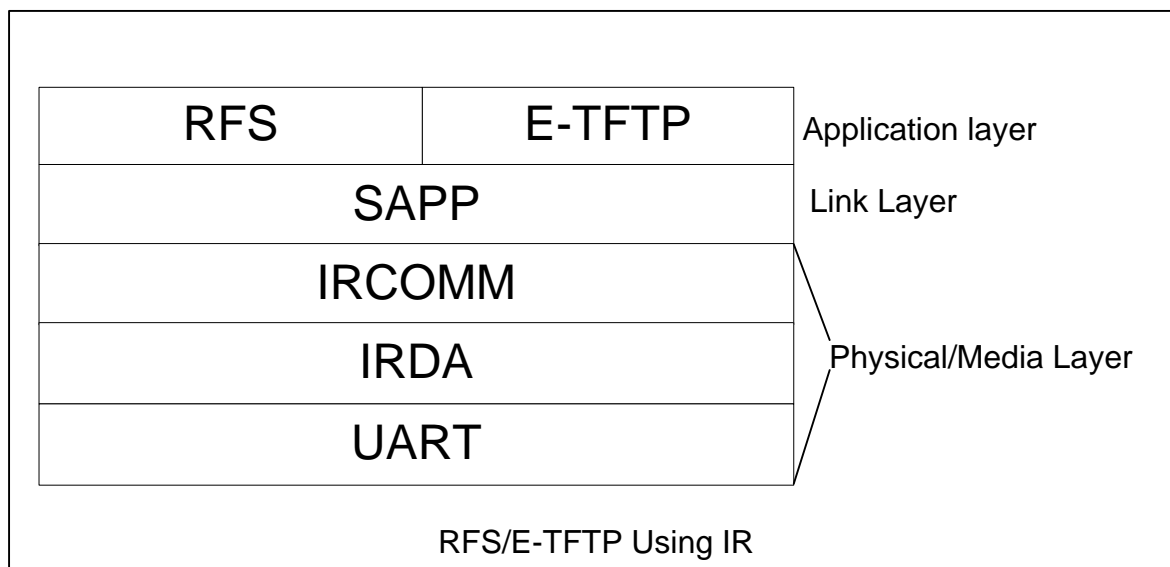 RFS E-TFTP Application layer
SAPP Link Layer
IRCOMM
IRDA Physical/Media Layer
UART
RFS/E-TFTP Using IR